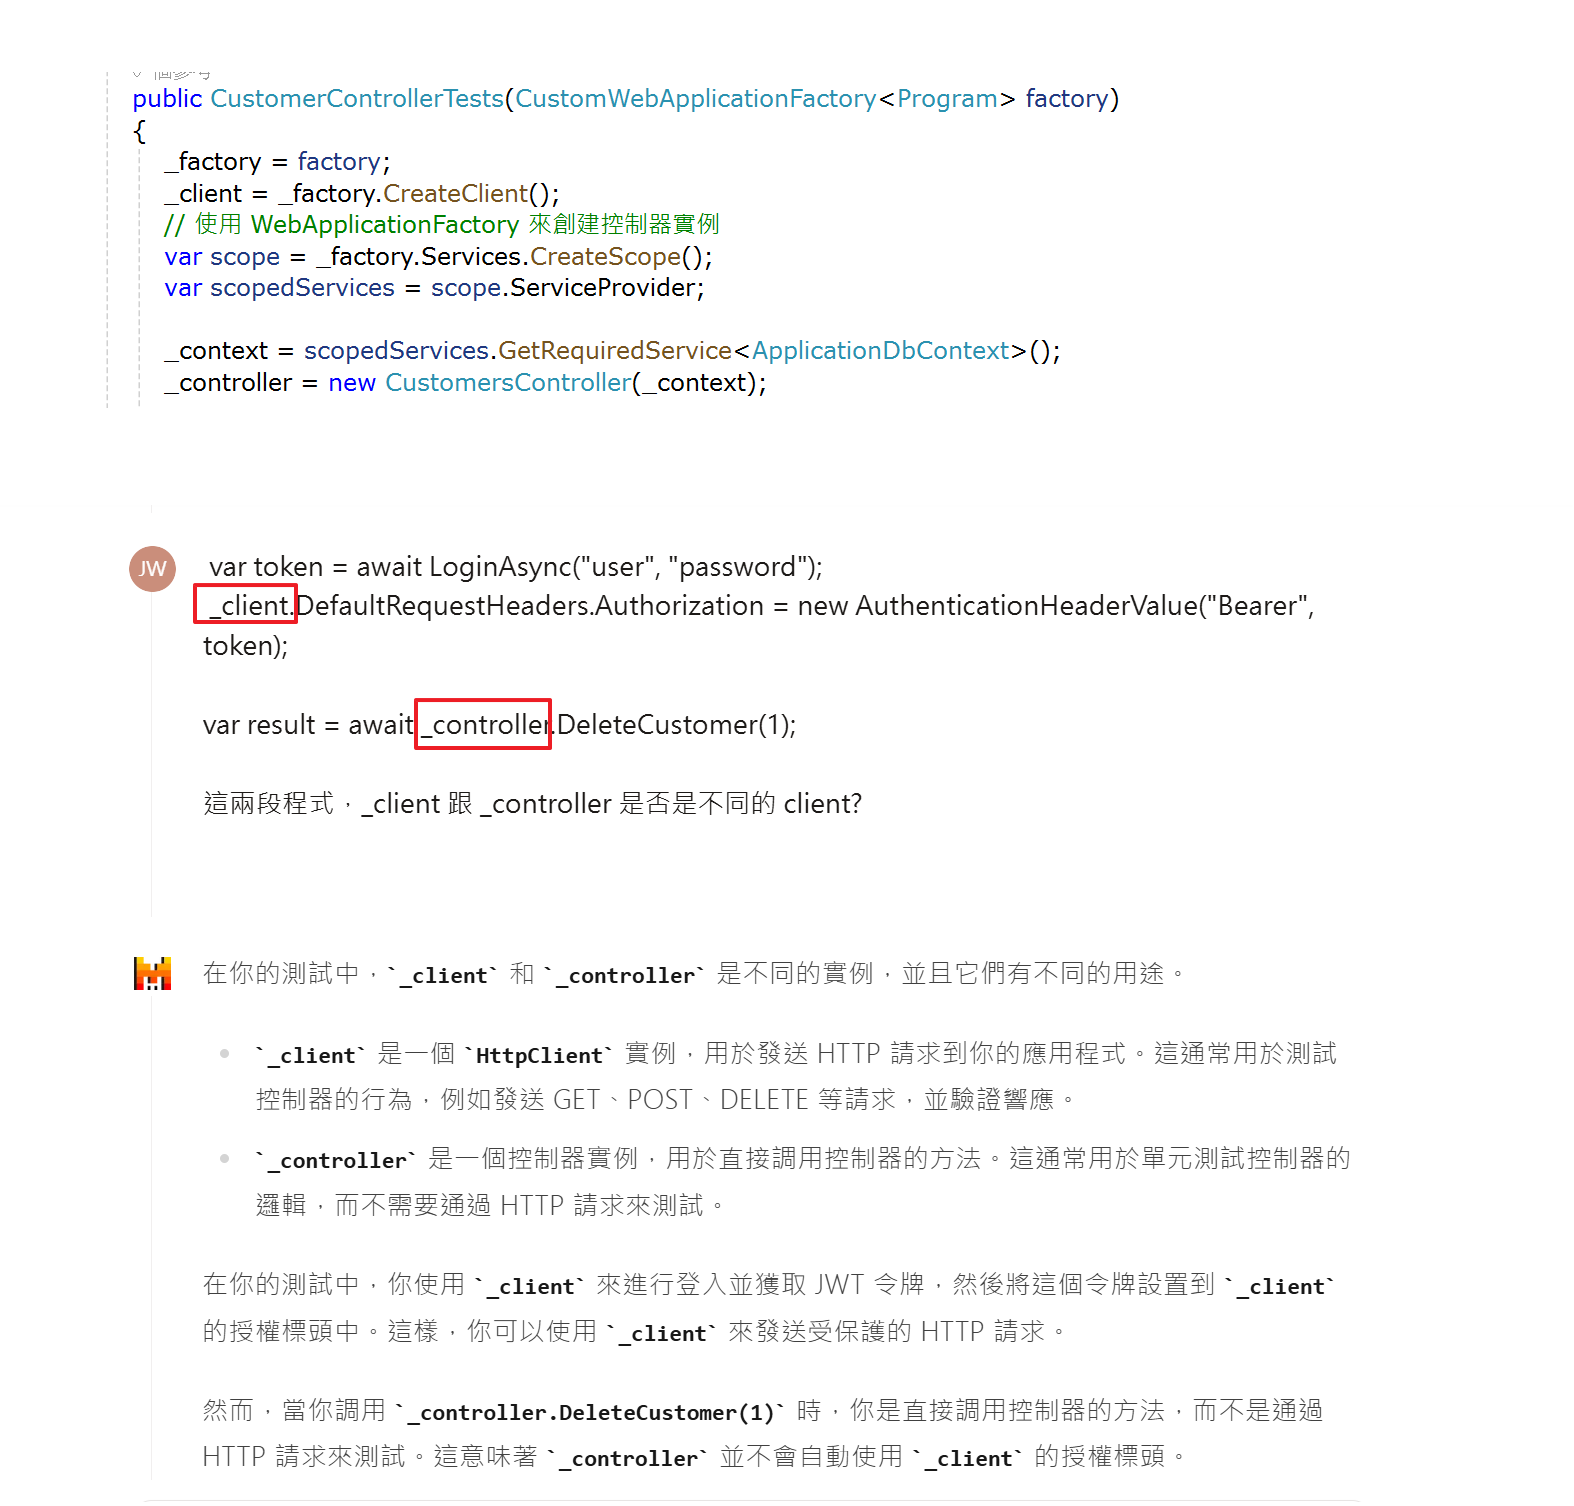 public CustomerControllerTests(CustomWebApplicationFactory<Program> factory)
{
_factory = factory;
_client = _factory.CreateClient();
// 使用 WebApplicationFactory 來創建控制器實例
var scope = _factory.Services.CreateScope();
var scopedServices = scope.ServiceProvider;
_context = scopedServices.GetRequiredService<ApplicationDbContext>();
_controller = new CustomersController(_context);
JW
var token = await LoginAsync("user", "password");
_client.DefaultRequestHeaders.Authorization = new AuthenticationHeaderValue("Bearer",
token);
var result = await _controller.DeleteCustomer(1);
這兩段程式，_client 跟 _controller 是否是不同的 client?
在你的測試中，`_client` 和 `_controller` 是不同的實例，並且它們有不同的用途。
`_client` 是一個 `HttpClient` 實例，用於發送 HTTP 請求到你的應用程式。這通常用於測試
控制器的行為，例如發送 GET、POST、DELETE 等請求，並驗證響應。
`_controller` 是一個控制器實例，用於直接調用控制器的方法。這通常用於單元測試控制器的
邏輯，而不需要通過 HTTP 請求來測試。
在你的測試中，你使用 `_client` 來進行登入並獲取 JWT 令牌，然後將這個令牌設置到 `_client`
的授權標頭中。這樣，你可以使用 `_client` 來發送受保護的 HTTP 請求。
然而，當你調用 `_controller.DeleteCustomer(1)` 時，你是直接調用控制器的方法，而不是通過
HTTP 請求來測試。這意味著 `_controller` 並不會自動使用 `_client` 的授權標頭。